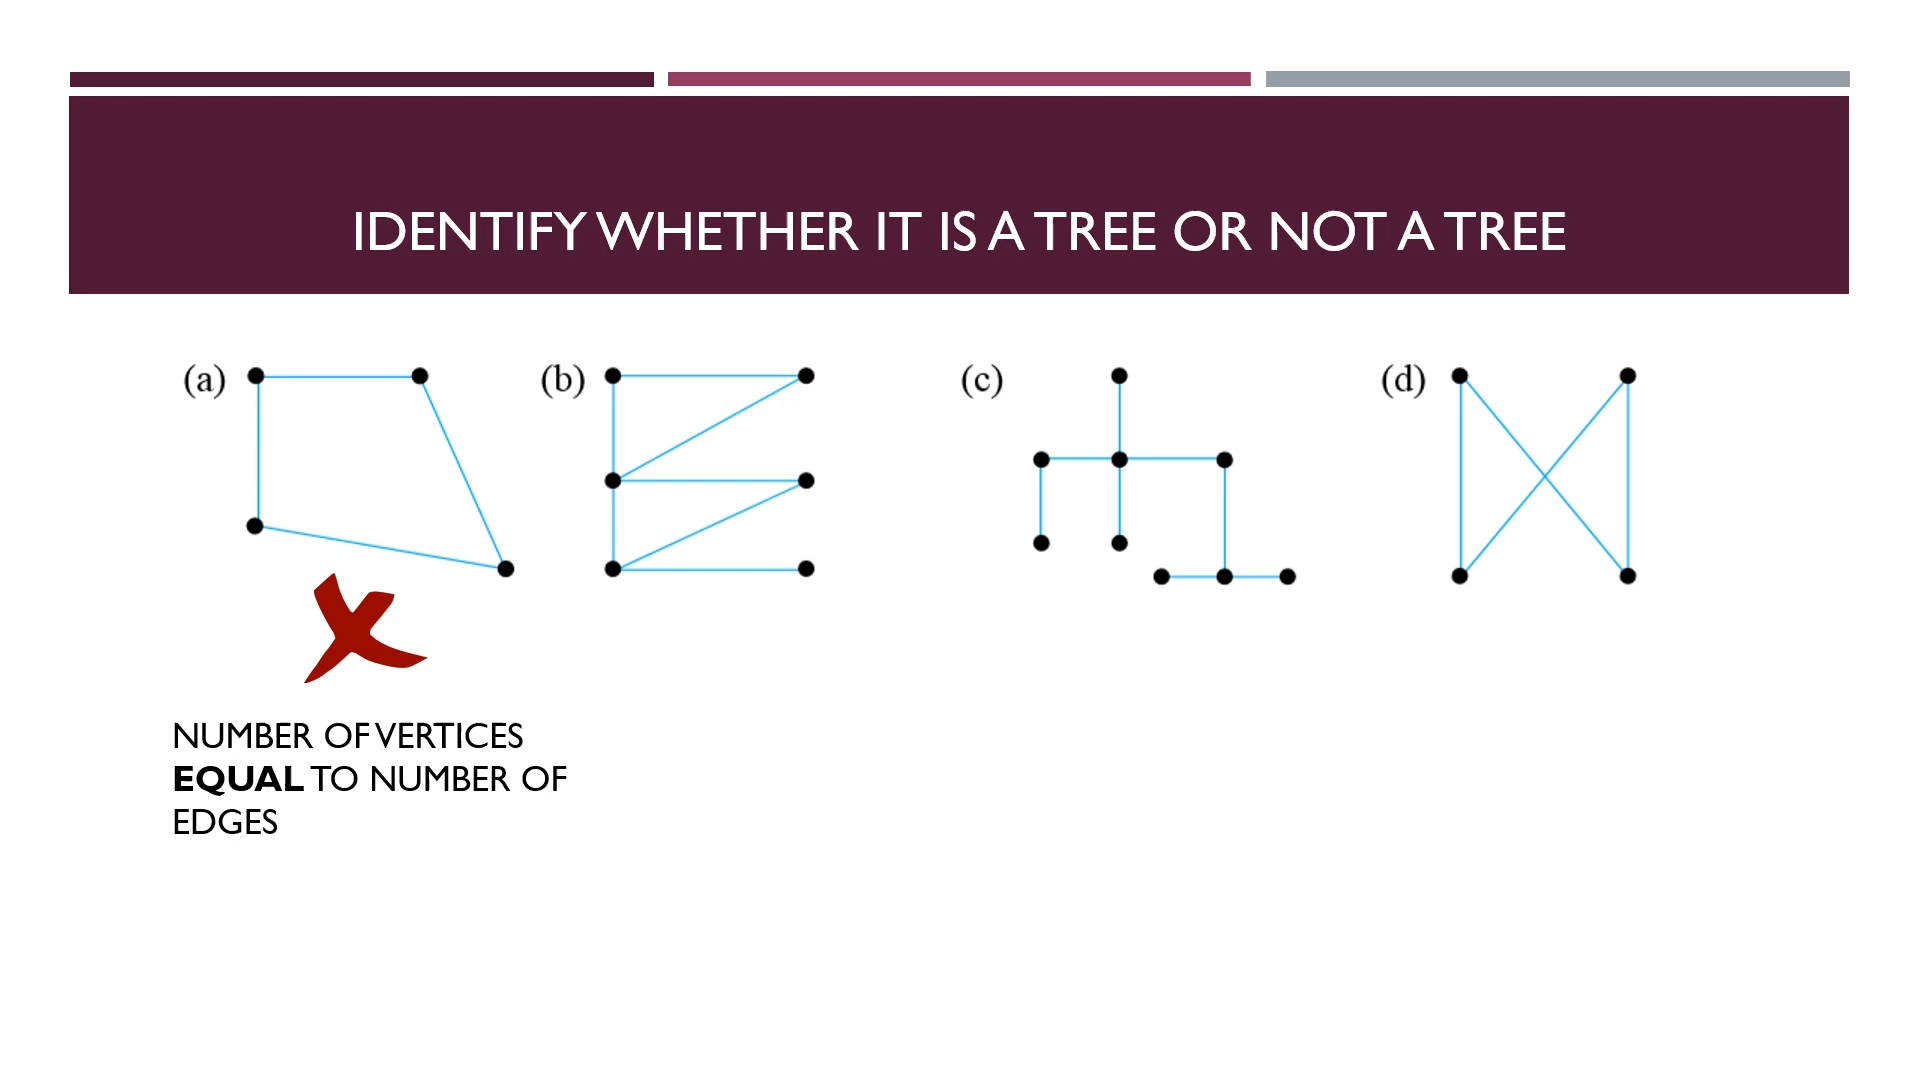 IDENTIFY WHETHER IT IS A TREE OR NOT A TREE
(a)
(b)
(c)
(d)
NUMBER OF VERTICES
EQUAL TO NUMBER OF
EDGES